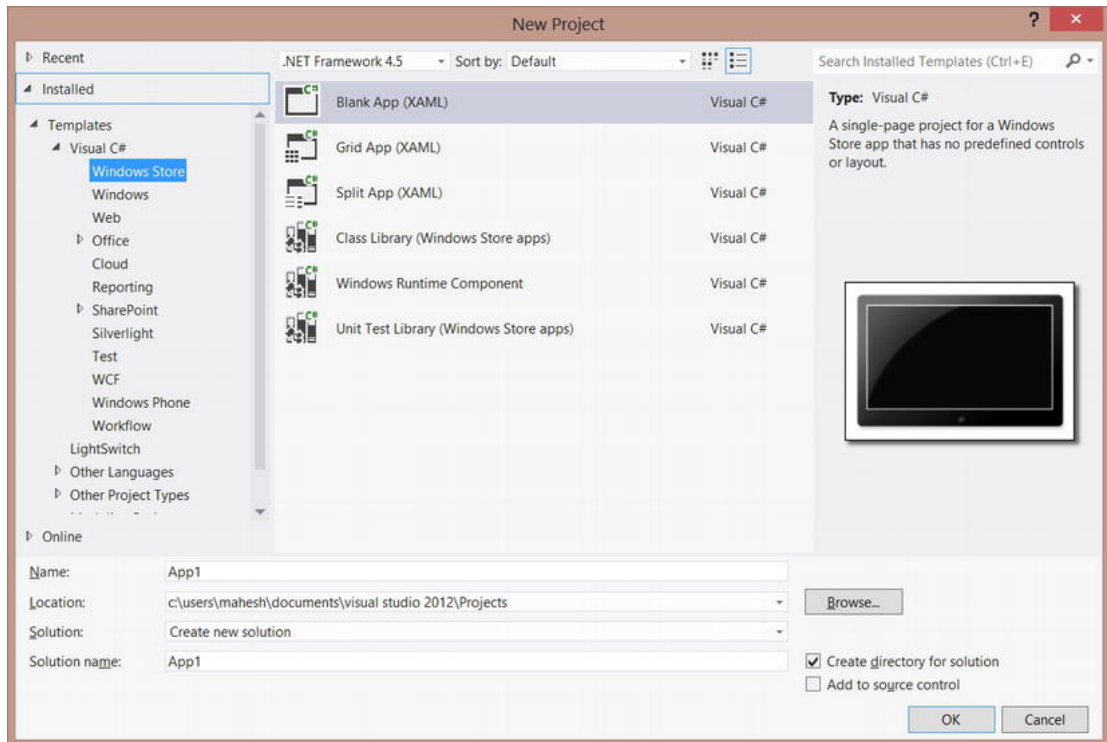 New Project
?
×
Recent
Installed
Templates
Visual C#
Windows Store
Windows
Web
Office
Cloud
Reporting
SharePoint
Silverlight
Test
WCF
Windows Phone
Workflow
LightSwitch
Other Languages
Other Project Types
Online
.NET Framework 4.5 Sort by: Default
C# Blank App (XAML) Visual C#
C# Grid App (XAML) Visual C#
C# Split App (XAML) Visual C#
C# Class Library (Windows Store apps) Visual C#
C# Windows Runtime Component Visual C#
C# Unit Test Library (Windows Store apps) Visual C#
Search Installed Templates (Ctrl+E)
Type: Visual C#
A single-page project for a Windows
Store app that has no predefined controls
or layout.
Name: App1
Location: c:\users\mahesh\documents\visual studio 2012\Projects Browse...
Solution: Create new solution
Solution name: App1
Create directory for solution
Add to source control
OK Cancel